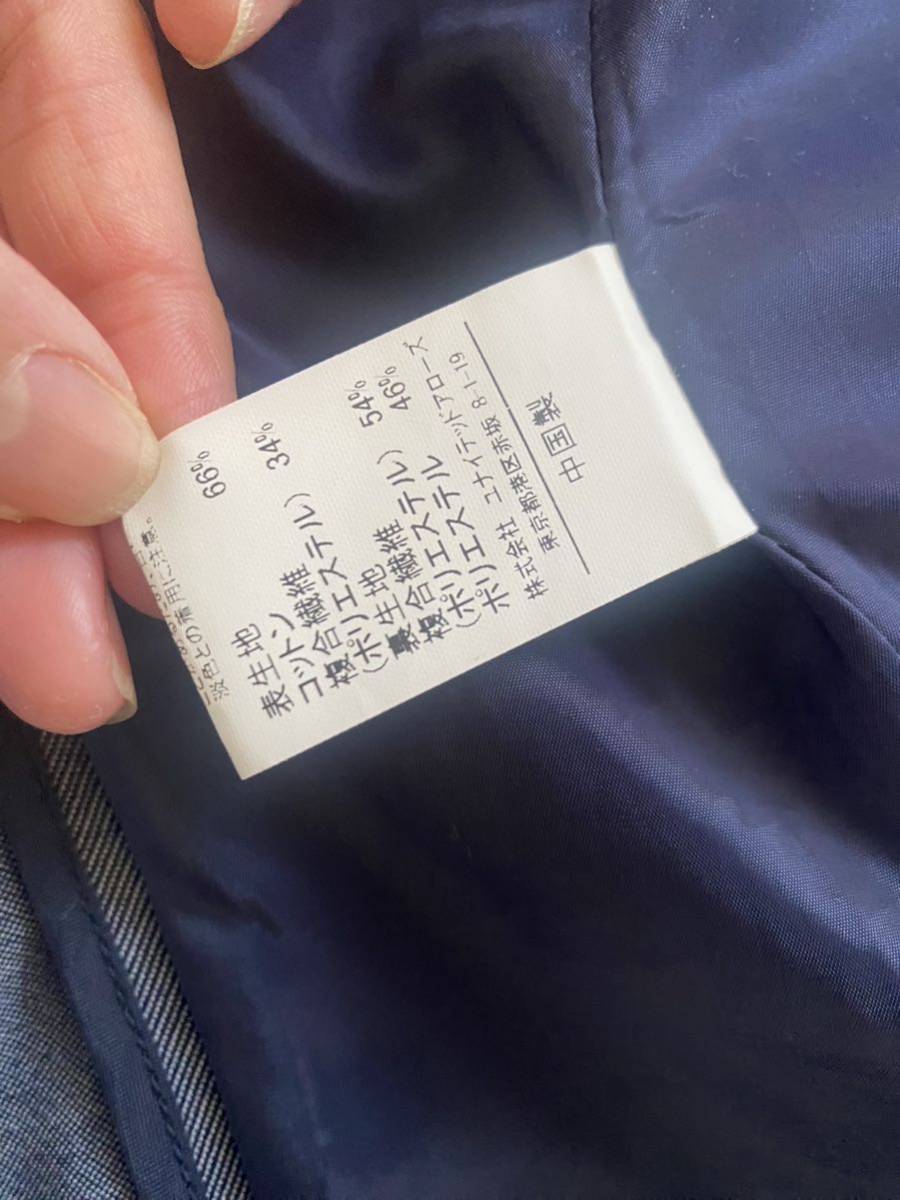 淡色との着用に注意。
表生地
コットン 66%
複合繊維
(ポリエステル) 34%
裏生地
複合繊維
(ポリエステル) 54%
ポリエステル 46%
株式会社 ユナイテッドアローズ
東京都港区赤坂 8-1-19
中国製